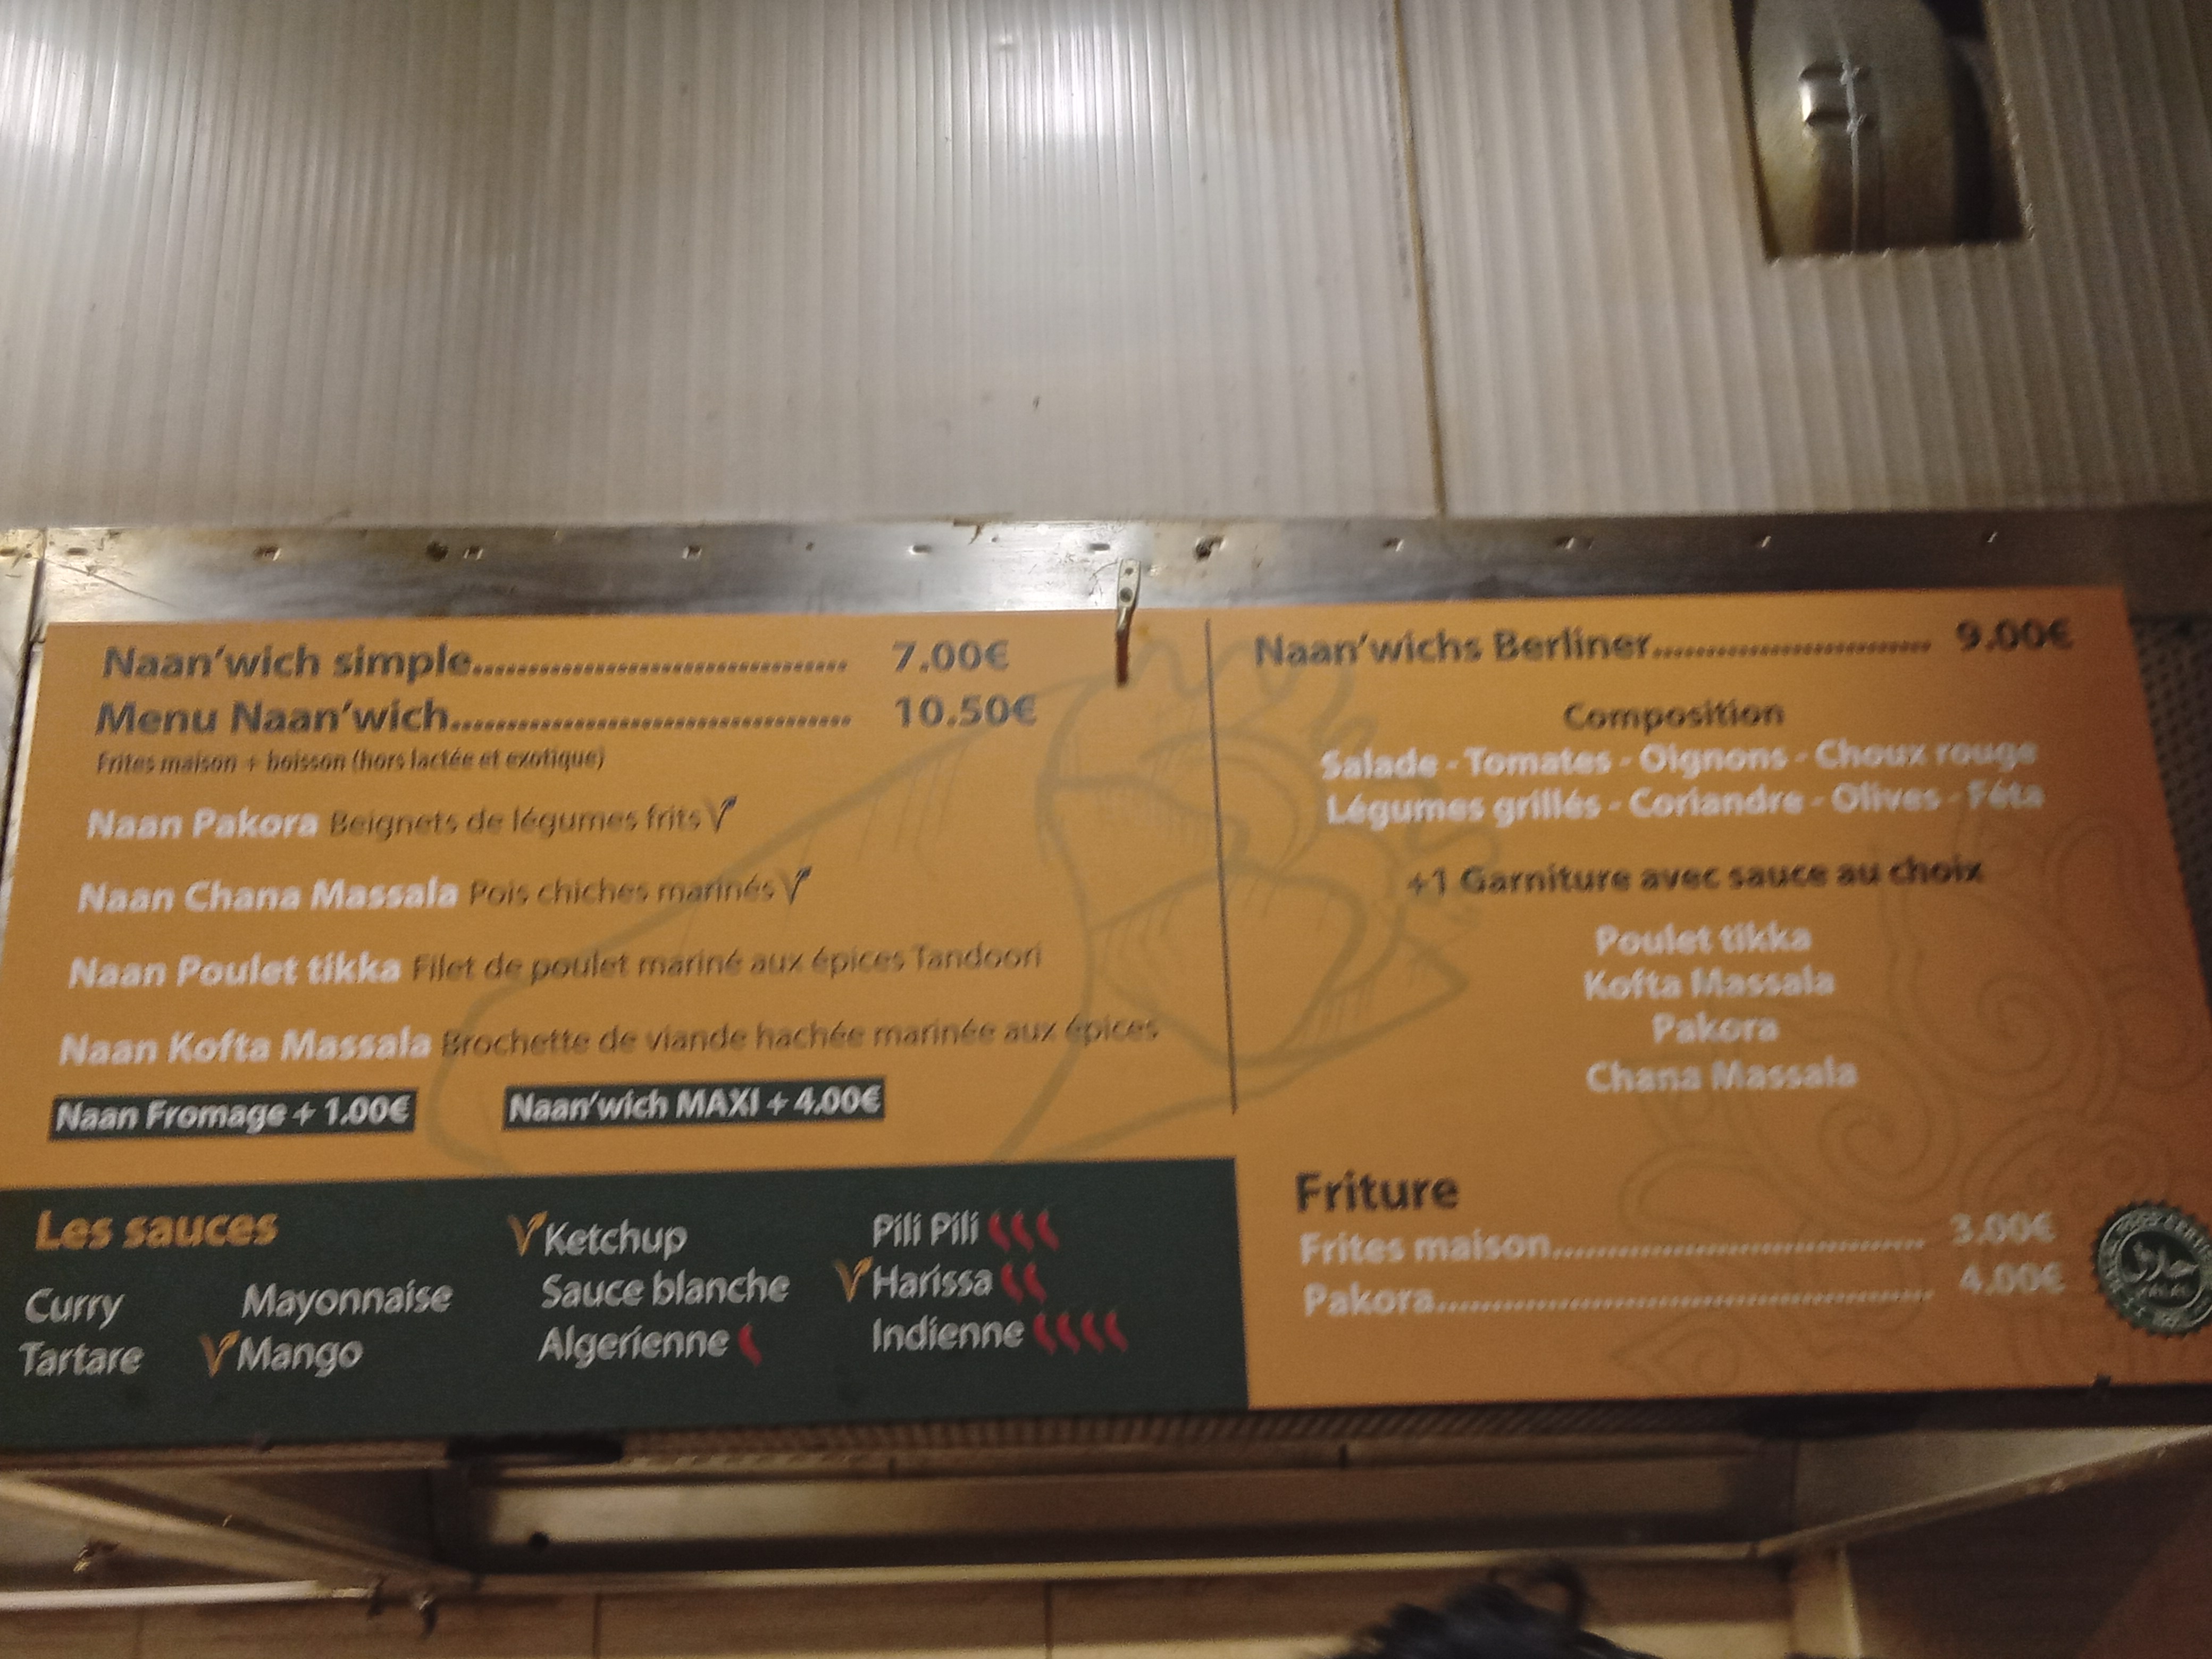 Naan'wich simple.................................. 7.00€
Menu Naan'wich.................................... 10.50€
Frites maison + boisson (hors lactée et exotique)
Naan Pakora Beignets de légumes frits
Naan Chana Massala Pois chiches marinés
Naan Poulet tikka Filet de poulet mariné aux épices Tandoori
Naan Kofta Massala Brochette de viande hachée marinée aux épices
Naan Fromage + 1.00€
Naan'wich MAXI + 4.00€
Les sauces
Curry
Tartare
Mayonnaise
Mango
Ketchup
Sauce blanche
Algerienne
Pili Pili
Harissa
Indienne
Naan'wichs Berliner........................... 9.00€
Composition
Salade - Tomates - Oignons - Choux rouge
Légumes grillés - Coriandre - Olives - Féta
+1 Garniture avec sauce au choix
Poulet tikka
Kofta Massala
Pakora
Chana Massala
Friture
Frites maison.................................... 3.00€
Pakora................................................ 4.00€
حلال
HALAL